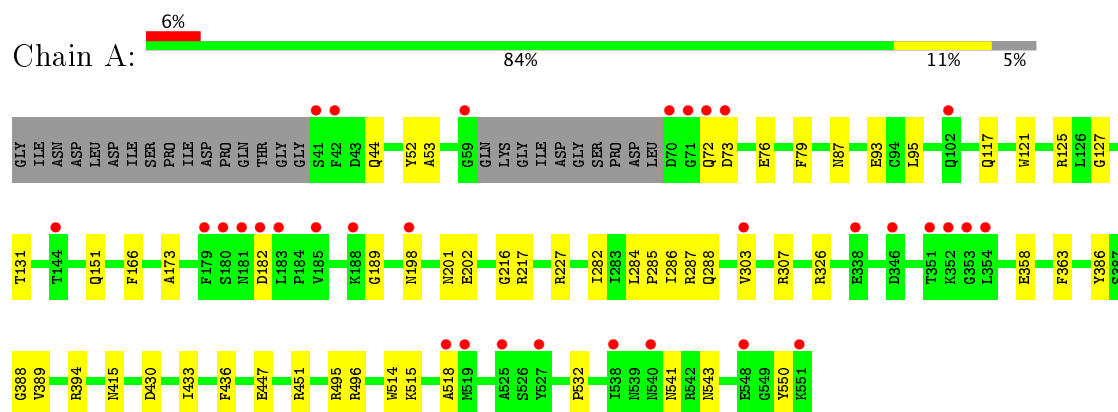 6%
Chain A:
84% 11% 5%
GLY ILE ASN ASP LEU ASP ILE SER PRO ILE ASP PRO GLN THR GLY GLY S41 F42 D43 Q44 Y52 A53 G59 GLN LYS GLY ILE ASP GLY SER PRO ASP LEU D70 G71 Q72 D73 E76 F79 N87 E93 C94 L95 Q102 Q117 W121 R125 L126 G127
T131 T144 Q151 F166 A173 F179 S180 N181 D182 L183 P184 V185 K188 G189 N198 N201 E202 G216 R217 R227 I282 I283 L284 P285 I286 R287 Q288 V303 R307 R326 E338 D346 T351 K352 G353 L354 E358 F363 Y386 S387
G388 V389 R394 N415 D430 I433 F436 E447 R451 R495 R496 W514 K515 A518 M519 A525 S526 Y527 P532 I538 N539 N540 N541 R542 N543 E548 G549 Y550 K551